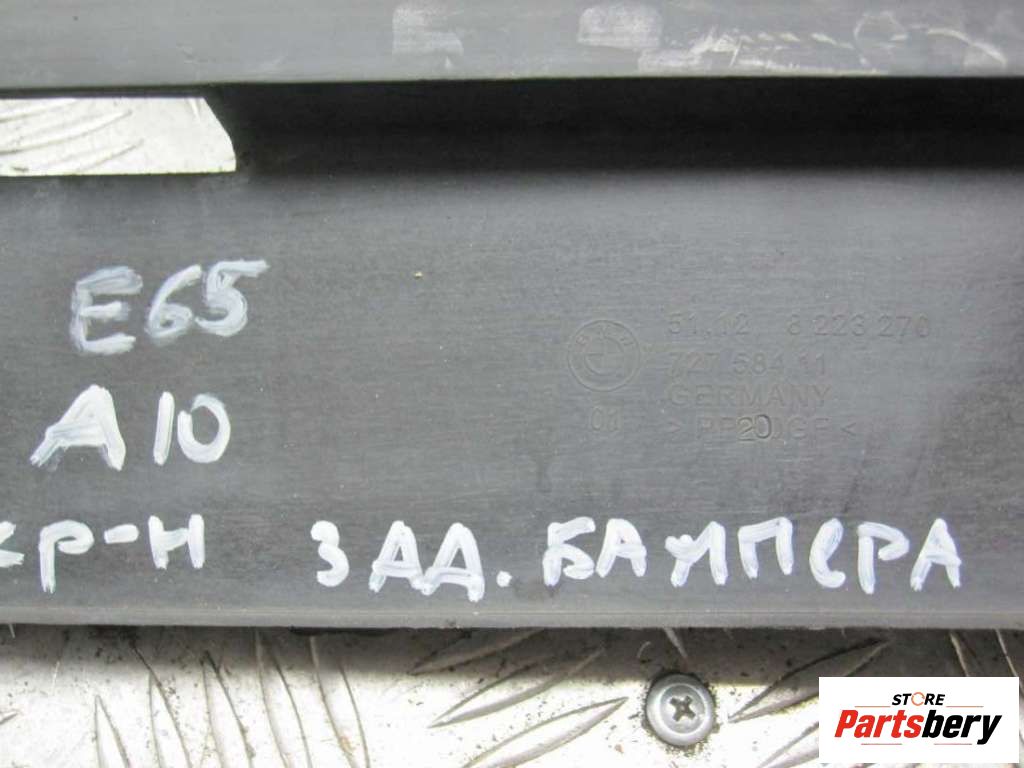 E65
A10
КР-Н ЗАД. БАМПЕРА
51.12 8 223 270
727 584 11
GERMANY
01 > PP20GF <
STORE
Partsbery